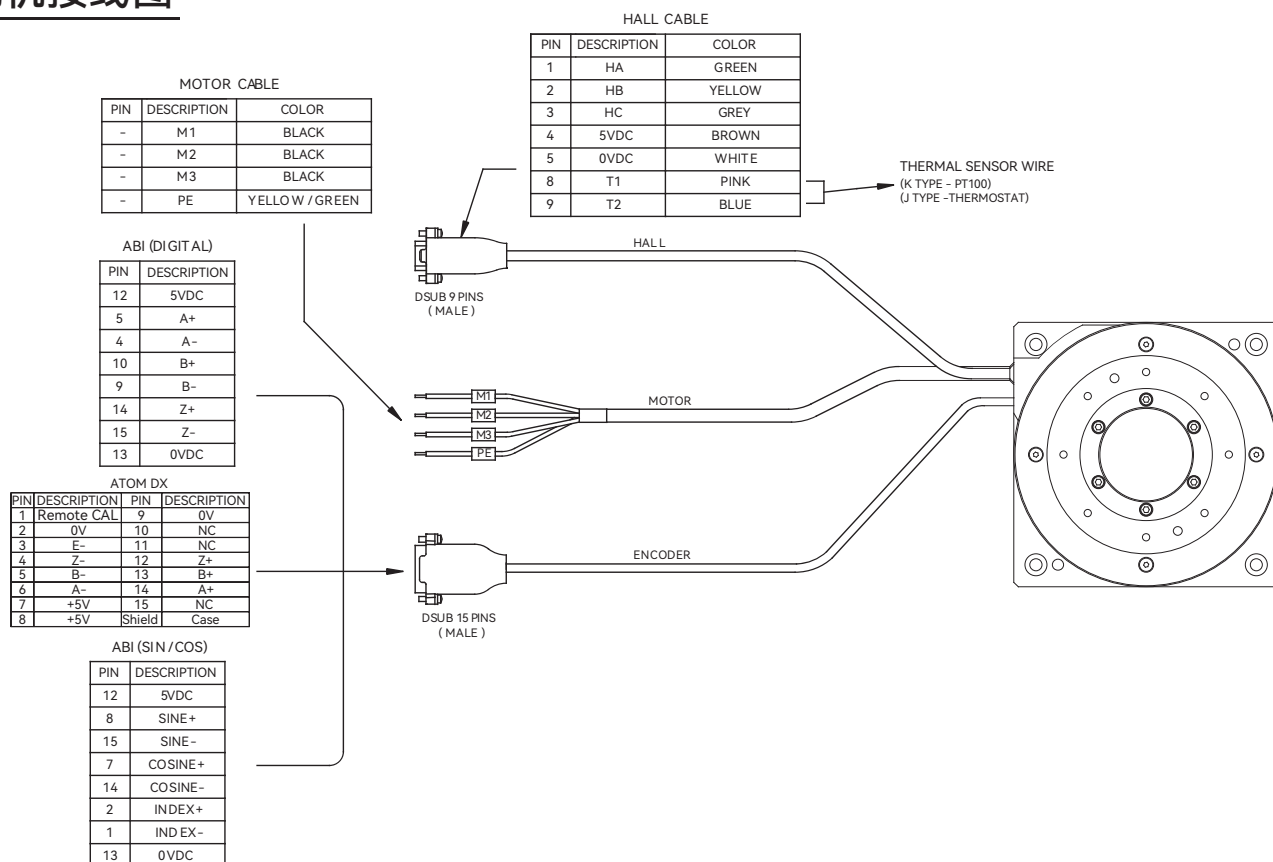 接线图
HALL CABLE
PIN DESCRIPTION COLOR
1 HA GREEN
2 HB YELLOW
3 HC GREY
4 5VDC BROWN
5 0VDC WHITE
8 T1 PINK
9 T2 BLUE
THERMAL SENSOR WIRE
(K TYPE - PT100)
(J TYPE -THERMOSTAT)
MOTOR CABLE
PIN DESCRIPTION COLOR
- M1 BLACK
- M2 BLACK
- M3 BLACK
- PE YELLOW/GREEN
HALL
DSUB 9 PINS
(MALE)
ABI (DIGITAL)
PIN DESCRIPTION
12 5VDC
5 A+
4 A-
10 B+
9 B-
14 Z+
15 Z-
13 0VDC
M1
M2
M3
PE
MOTOR
ATOM DX
PIN DESCRIPTION PIN DESCRIPTION
1 Remote CAL 9 0V
2 0V 10 NC
3 E- 11 NC
4 Z- 12 Z+
5 B- 13 B+
6 A- 14 A+
7 +5V 15 NC
8 +5V Shield Case
ENCODER
DSUB 15 PINS
(MALE)
ABI (SIN/COS)
PIN DESCRIPTION
12 5VDC
8 SINE+
15 SINE-
7 COSINE+
14 COSINE-
2 INDEX+
1 INDEX-
13 0VDC